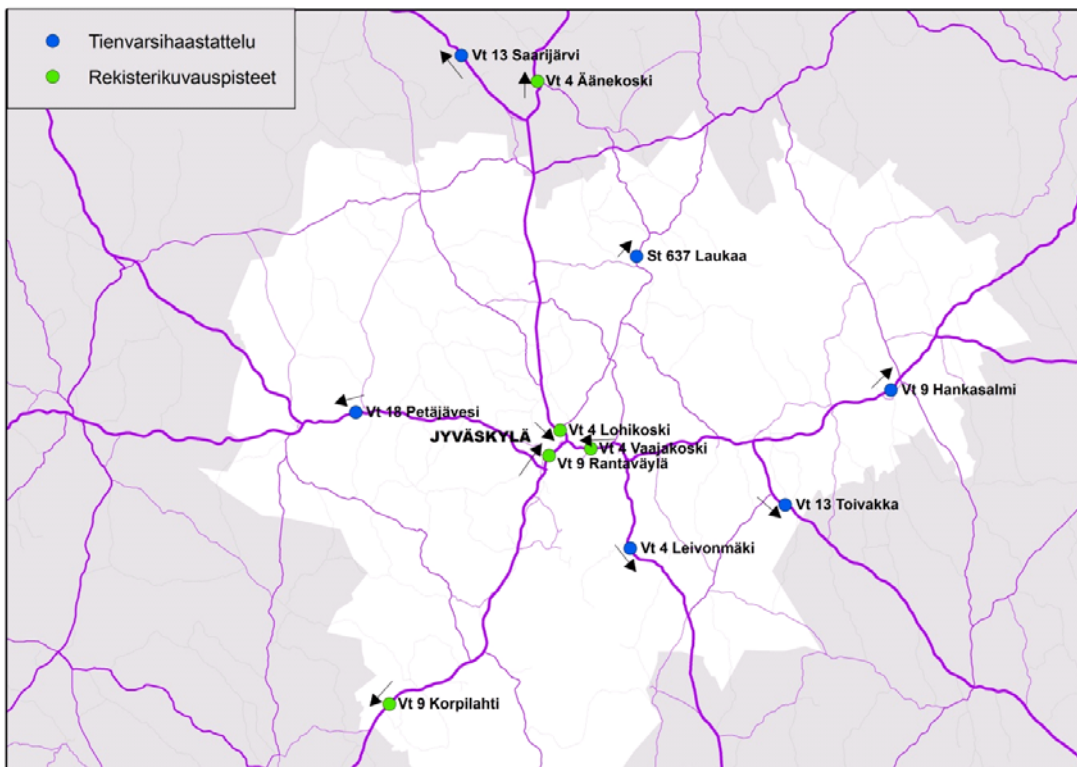 Tienvarsihaastattelu
Rekisterikuvauspisteet
Vt 13 Saarijärvi
Vt 4 Äänekoski
St 637 Laukaa
Vt 9 Hankasalmi
Vt 18 Petäjävesi
JYVÄSKYLÄ
Vt 4 Lohikoski
Vt 4 Vaajakoski
Vt 9 Rantaväylä
Vt 13 Toivakka
Vt 4 Leivonmäki
Vt 9 Korpilahti